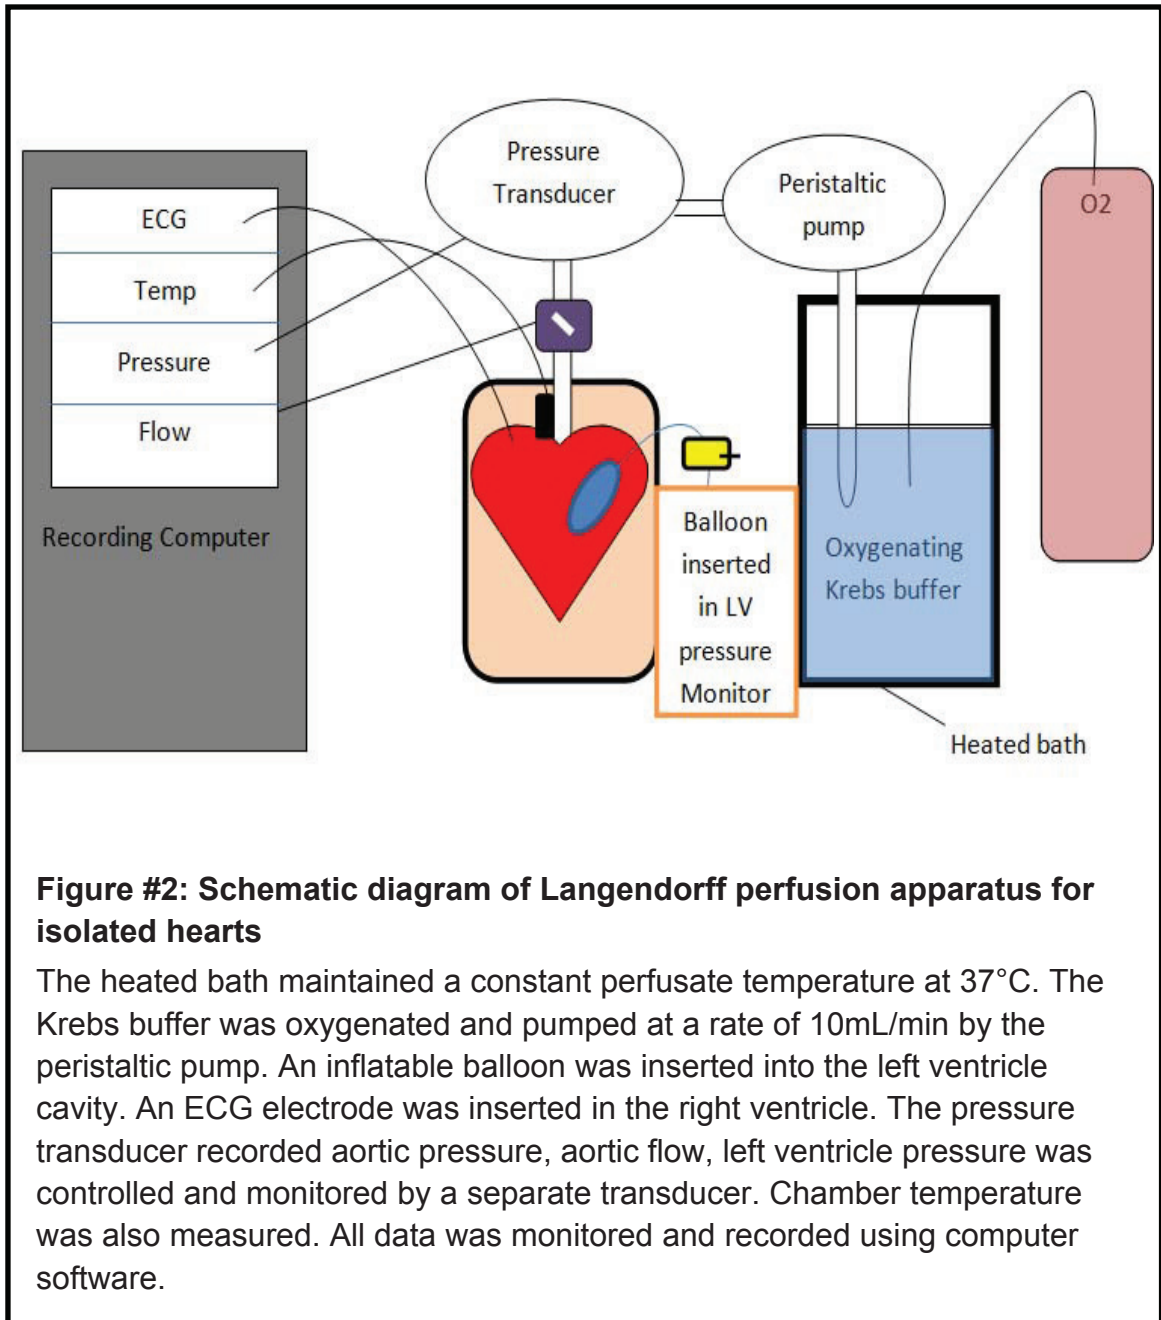 Pressure
Transducer
Peristaltic
pump
O2
ECG
Temp
Pressure
Flow
Recording Computer
Balloon
inserted
in LV
pressure
Monitor
Oxygenating
Krebs buffer
Heated bath
Figure #2: Schematic diagram of Langendorff perfusion apparatus for
isolated hearts
The heated bath maintained a constant perfusate temperature at 37°C. The
Krebs buffer was oxygenated and pumped at a rate of 10mL/min by the
peristaltic pump. An inflatable balloon was inserted into the left ventricle
cavity. An ECG electrode was inserted in the right ventricle. The pressure
transducer recorded aortic pressure, aortic flow, left ventricle pressure was
controlled and monitored by a separate transducer. Chamber temperature
was also measured. All data was monitored and recorded using computer
software.